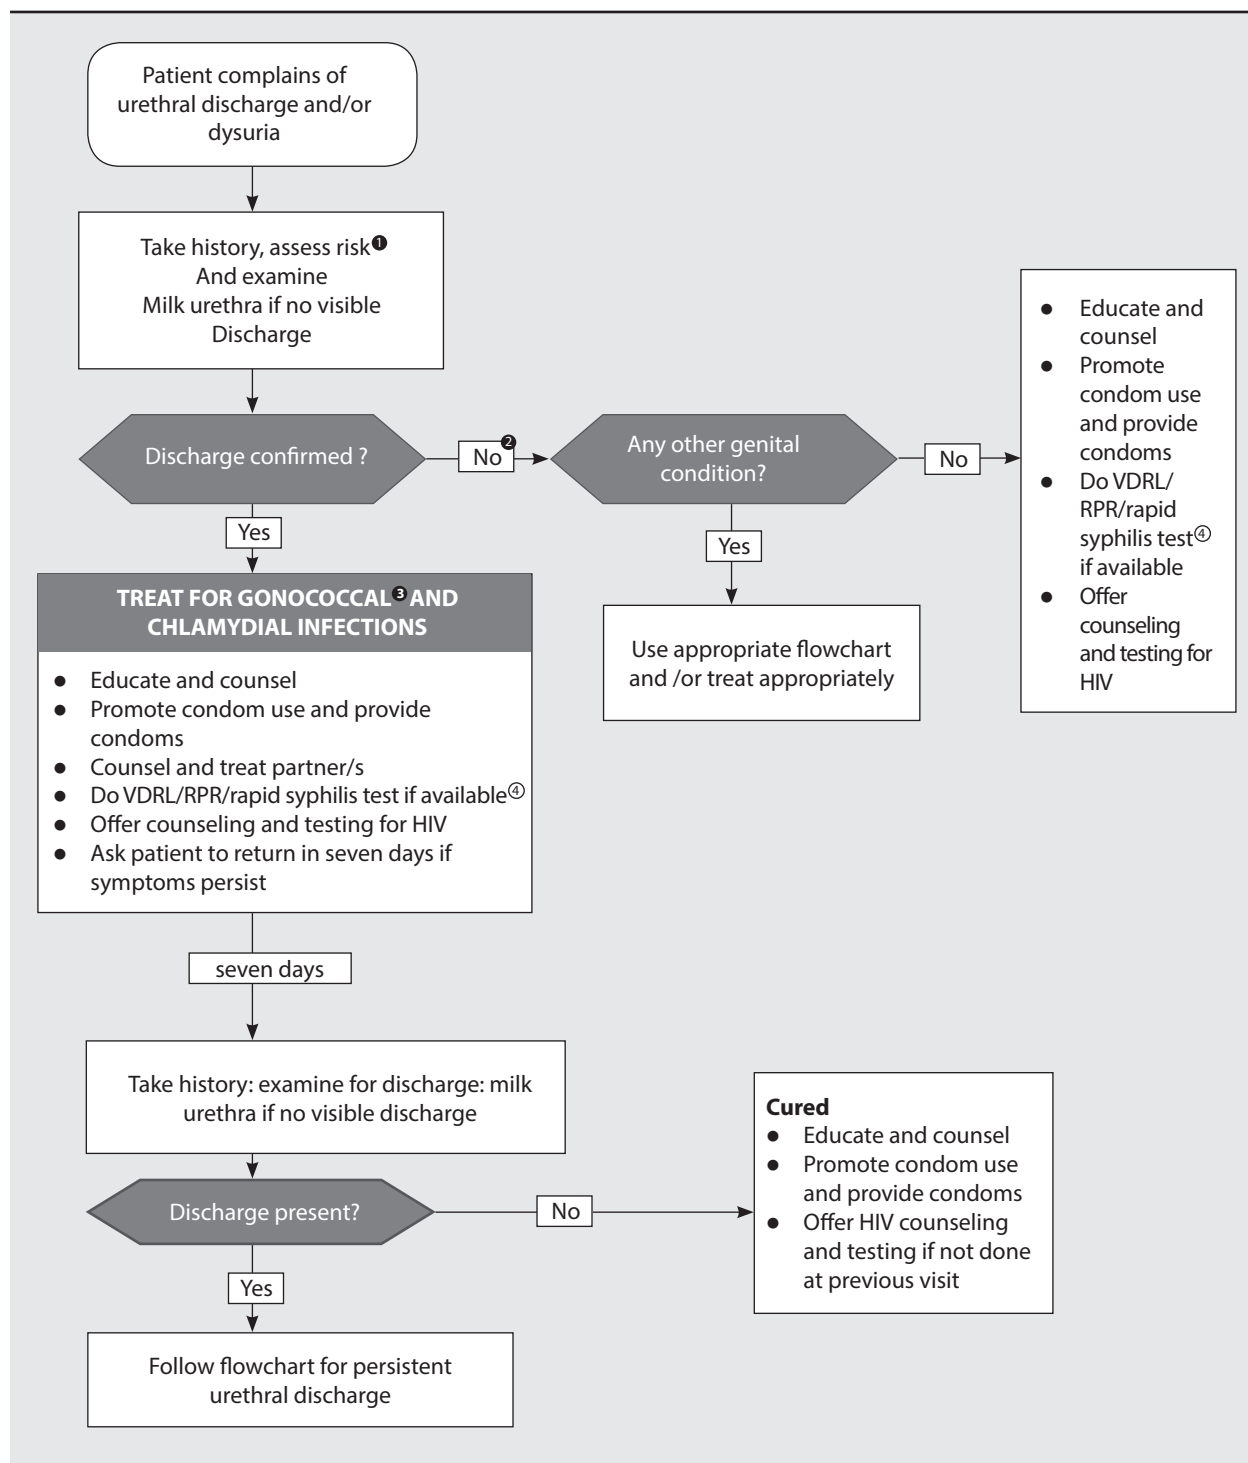 Patient complains of
urethral discharge and/or
dysuria
Take history, assess risk❶
And examine
Milk urethra if no visible
Discharge
Discharge confirmed ?
No❷
Any other genital
condition?
No
● Educate and
counsel
● Promote
condom use
and provide
condoms
● Do VDRL/
RPR/rapid
syphilis test④
if available
● Offer
counseling
and testing for
HIV
Yes
Yes
Use appropriate flowchart
and /or treat appropriately
TREAT FOR GONOCOCCAL❸ AND
CHLAMYDIAL INFECTIONS
● Educate and counsel
● Promote condom use and provide
condoms
● Counsel and treat partner/s
● Do VDRL/RPR/rapid syphilis test if available④
● Offer counseling and testing for HIV
● Ask patient to return in seven days if
symptoms persist
seven days
Take history: examine for discharge: milk
urethra if no visible discharge
Discharge present?
No
Cured
● Educate and counsel
● Promote condom use
and provide condoms
● Offer HIV counseling
and testing if not done
at previous visit
Yes
Follow flowchart for persistent
urethral discharge